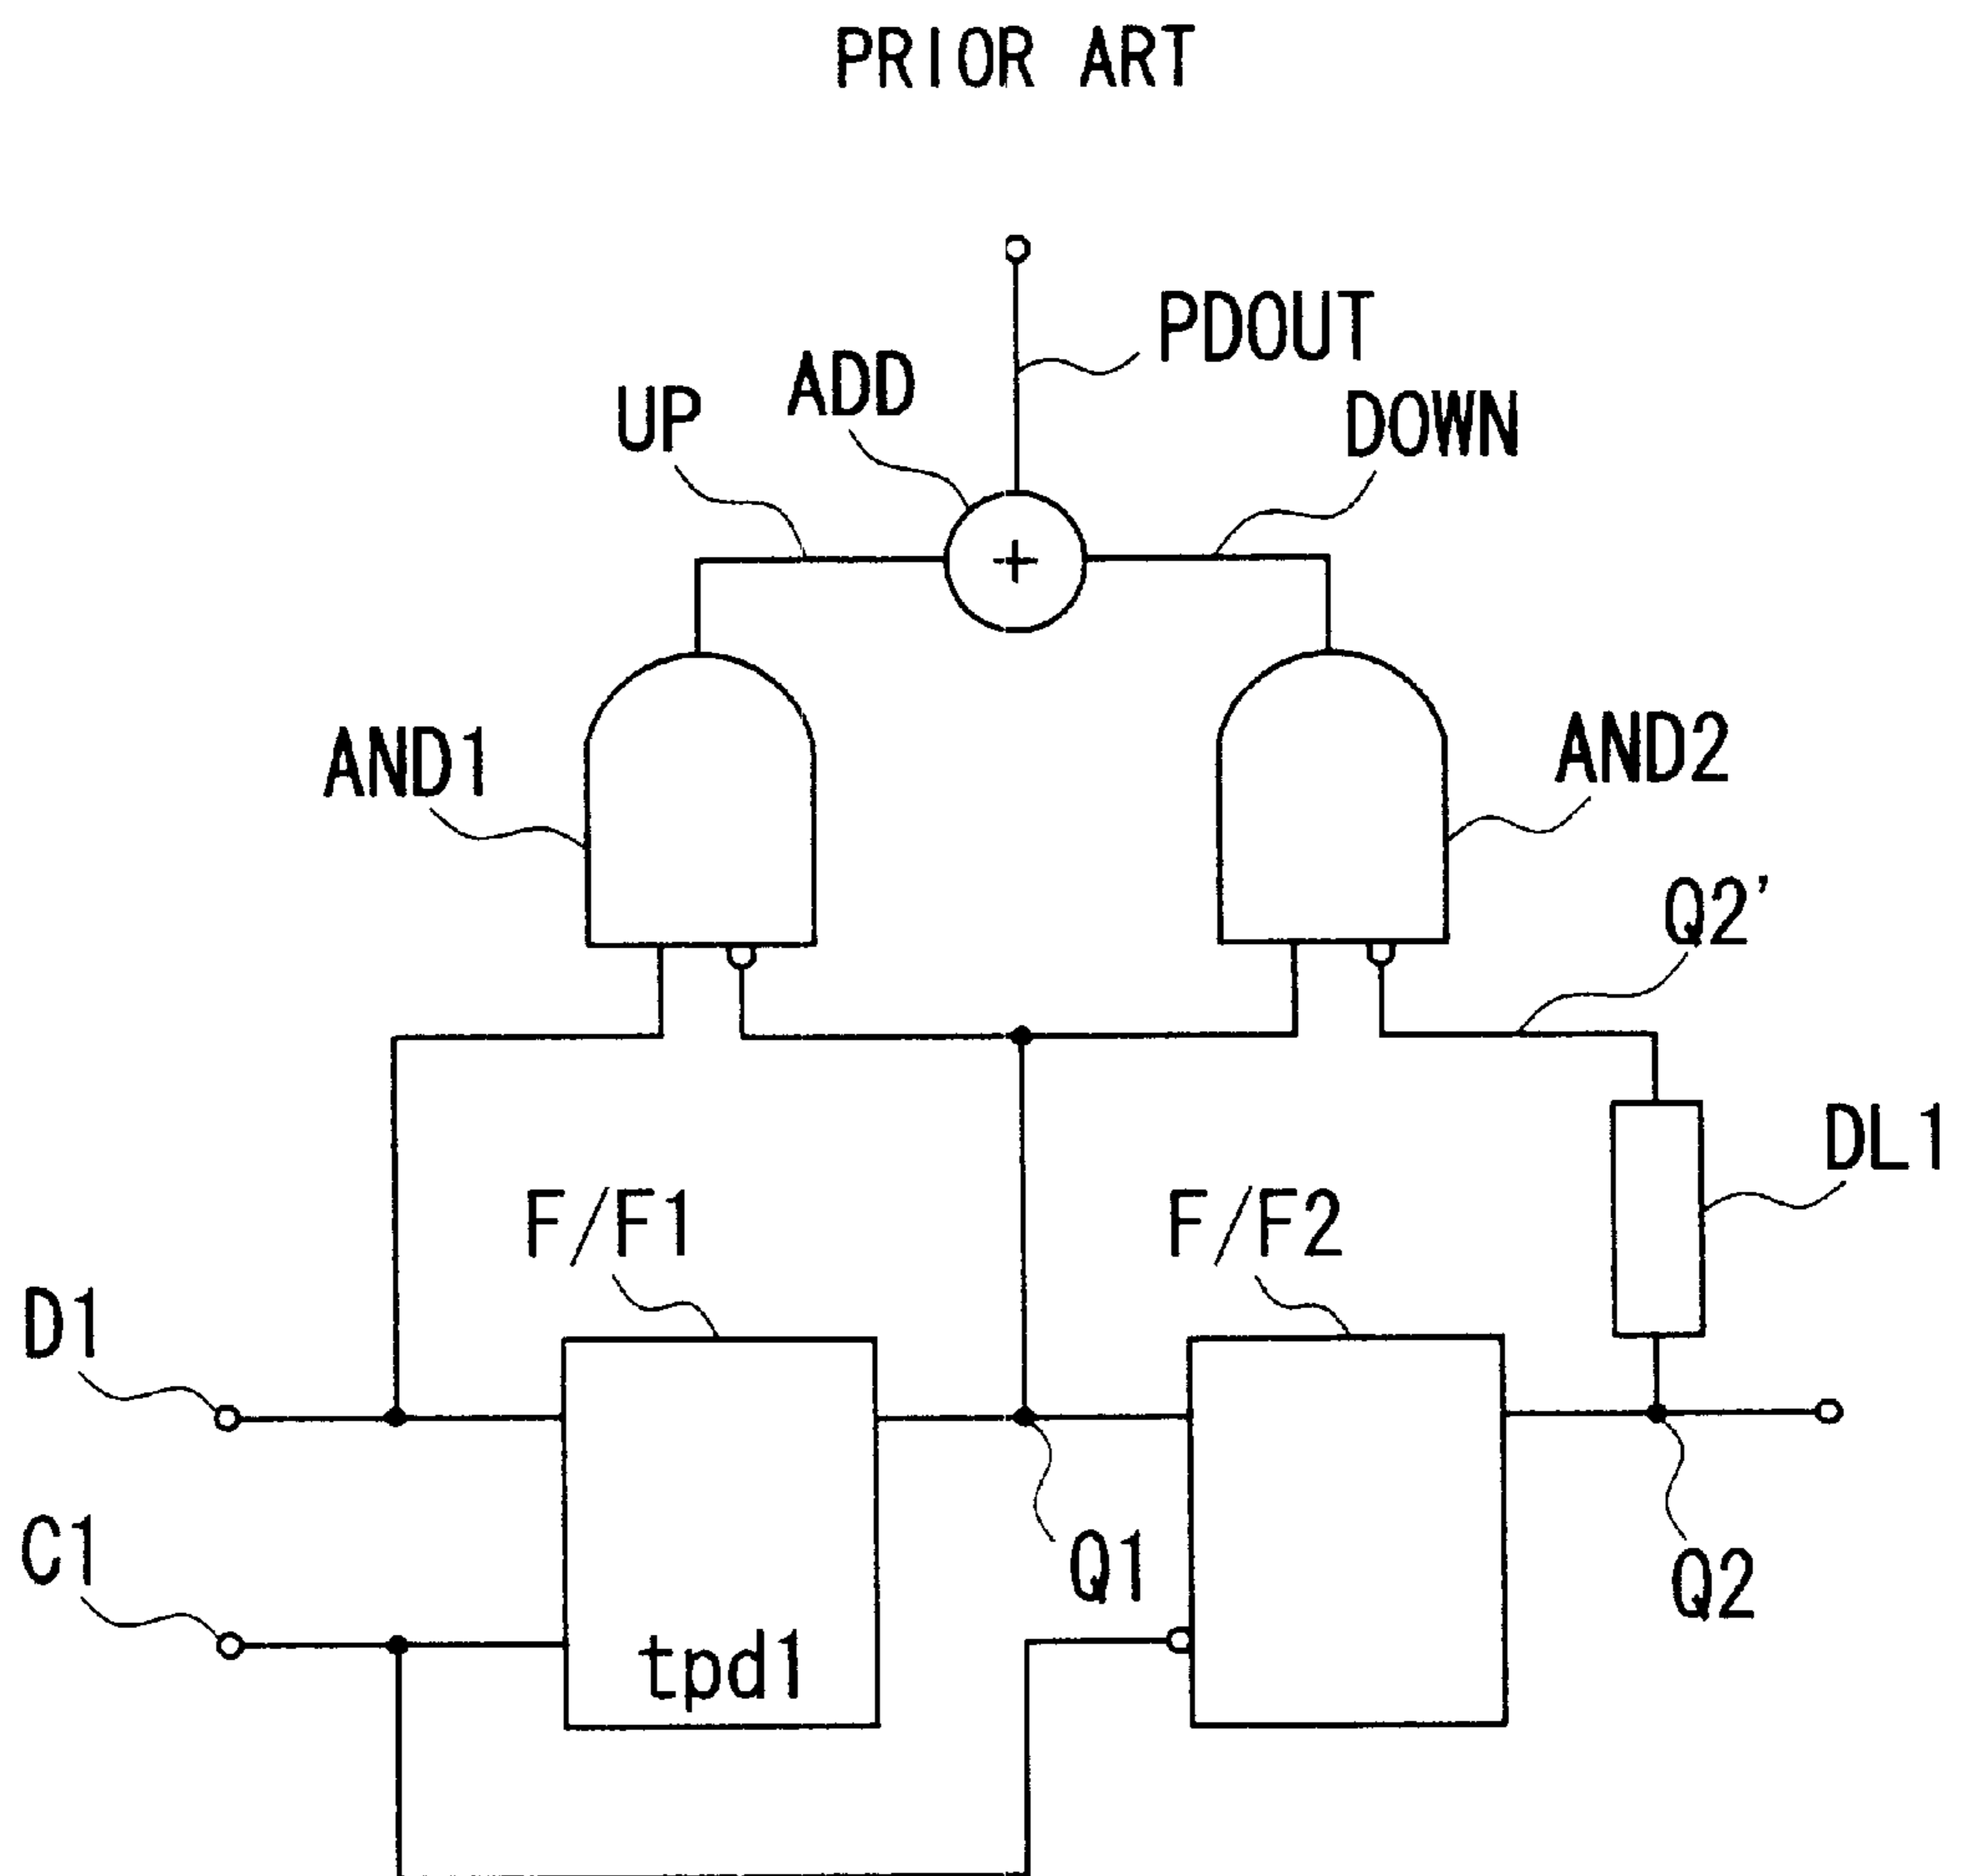 PRIOR ART
PDOUT
ADD
UP
DOWN
AND1
AND2
Q2'
DL1
F/F1
F/F2
D1
C1
Q1
Q2
tpd1